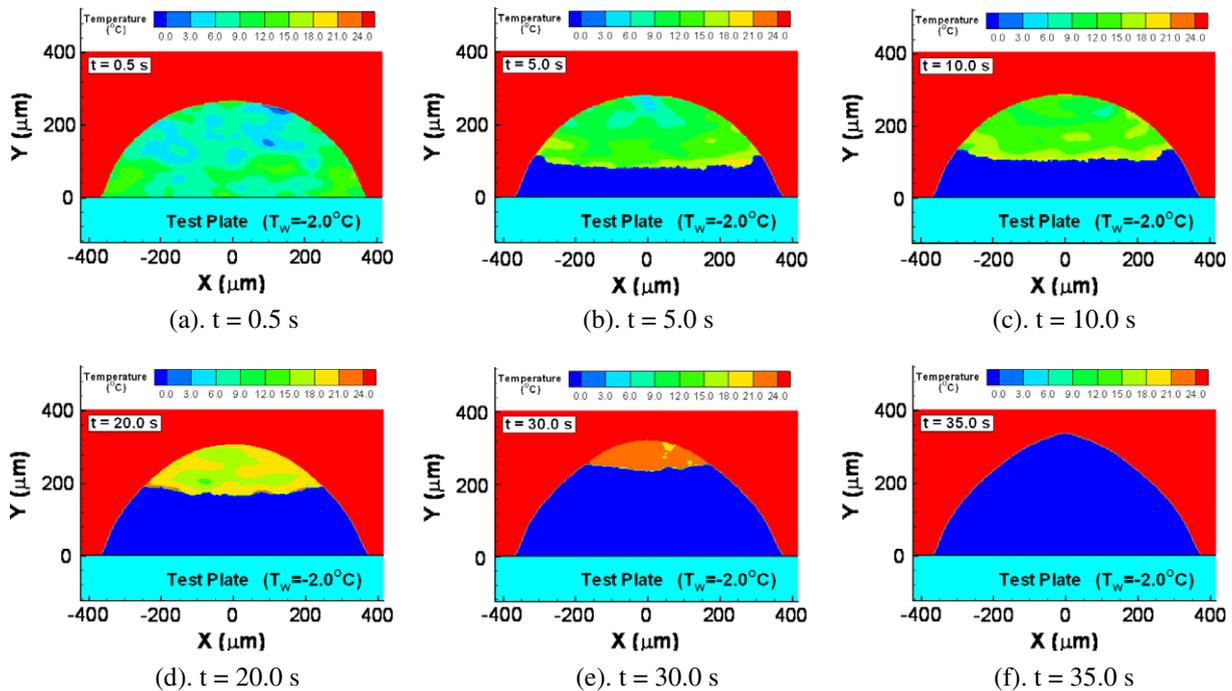 Temperature (°C) 0.0 3.0 6.0 9.0 12.0 15.0 18.0 21.0 24.0
400
t = 0.5 s
200
0
Y (μm)
Test Plate (Tw=-2.0°C)
-400 -200 0 200 400
X (μm)
(a). t = 0.5 s
Temperature (°C) 0.0 3.0 6.0 9.0 12.0 15.0 18.0 21.0 24.0
400
t = 5.0 s
200
0
Y (μm)
Test Plate (Tw=-2.0°C)
-400 -200 0 200 400
X (μm)
(b). t = 5.0 s
Temperature (°C) 0.0 3.0 6.0 9.0 12.0 15.0 18.0 21.0 24.0
400
t = 10.0 s
200
0
Y (μm)
Test Plate (Tw=-2.0°C)
-400 -200 0 200 400
X (μm)
(c). t = 10.0 s
Temperature (°C) 0.0 3.0 6.0 9.0 12.0 15.0 18.0 21.0 24.0
400
t = 20.0 s
200
0
Y (μm)
Test Plate (Tw=-2.0°C)
-400 -200 0 200 400
X (μm)
(d). t = 20.0 s
Temperature (°C) 0.0 3.0 6.0 9.0 12.0 15.0 18.0 21.0 24.0
400
t = 30.0 s
200
0
Y (μm)
Test Plate (Tw=-2.0°C)
-400 -200 0 200 400
X (μm)
(e). t = 30.0 s
Temperature (°C) 0.0 3.0 6.0 9.0 12.0 15.0 18.0 21.0 24.0
400
t = 35.0 s
200
0
Y (μm)
Test Plate (Tw=-2.0°C)
-400 -200 0 200 400
X (μm)
(f). t = 35.0 s